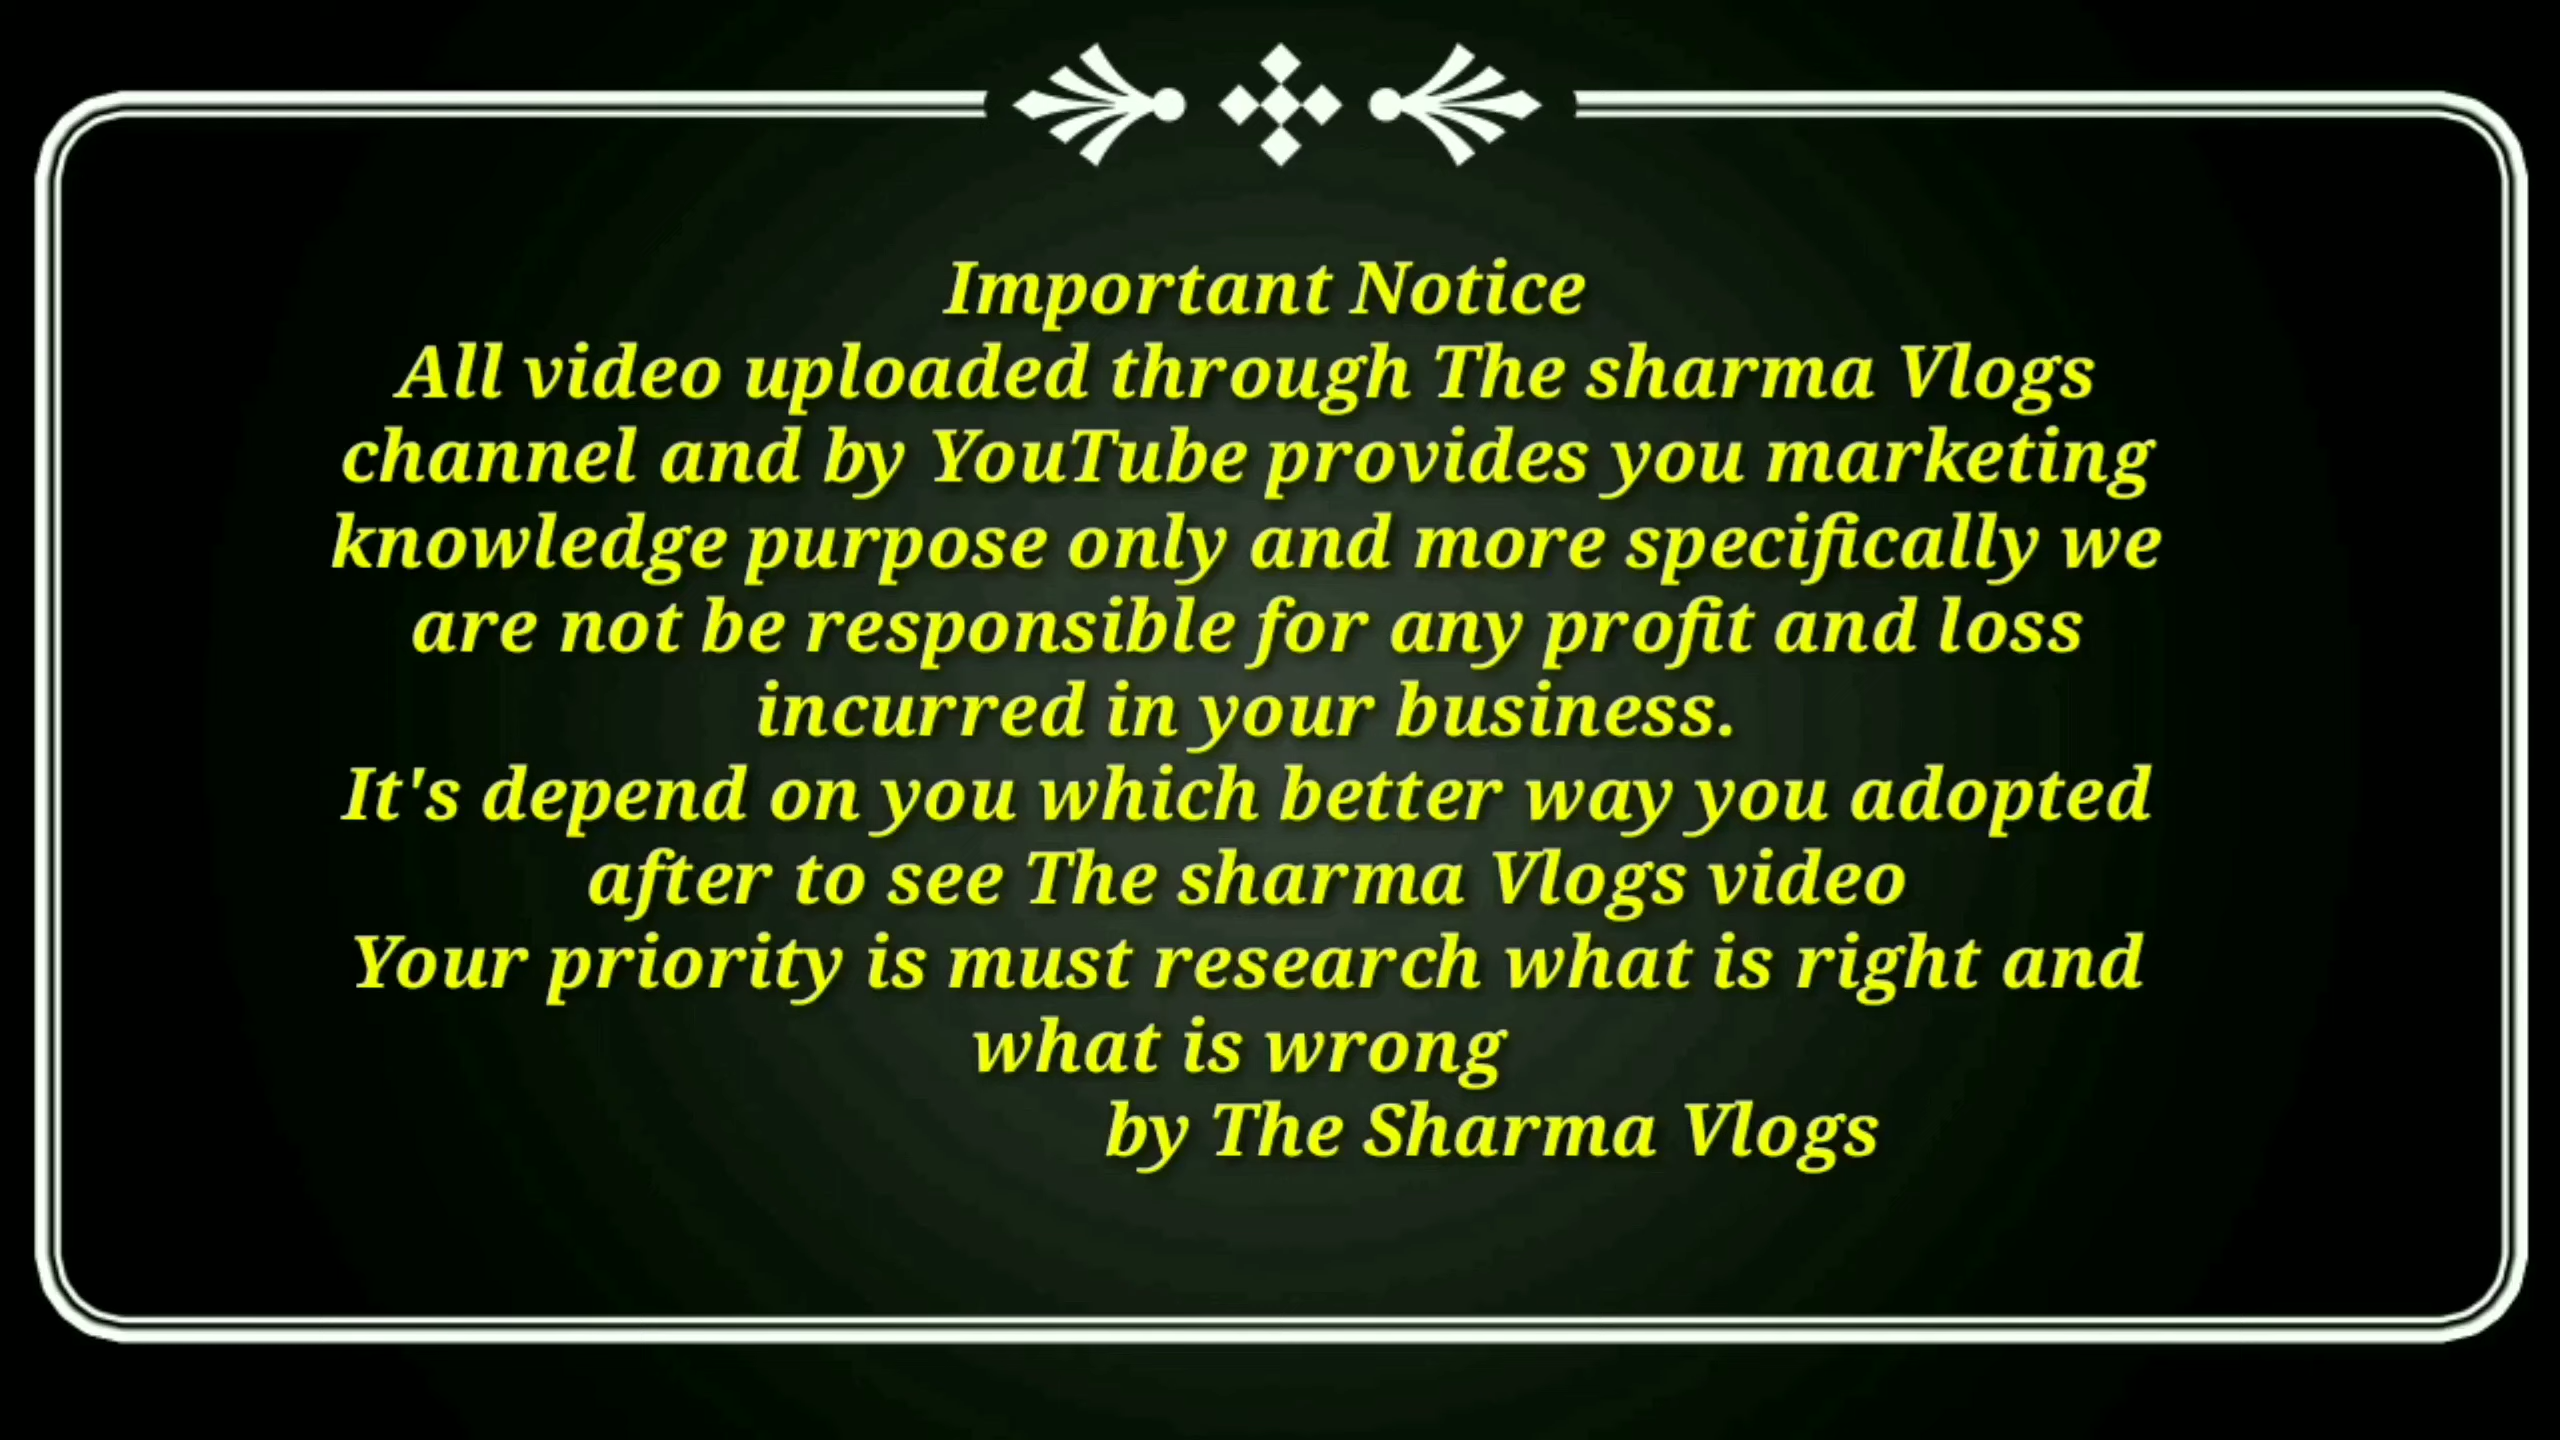 Important Notice
All video uploaded through The sharma Vlogs
channel and by YouTube provides you marketing
knowledge purpose only and more specifically we
are not be responsible for any profit and loss
incurred in your business.
It's depend on you which better way you adopted
after to see The sharma Vlogs video
Your priority is must research what is right and
what is wrong
by The Sharma Vlogs